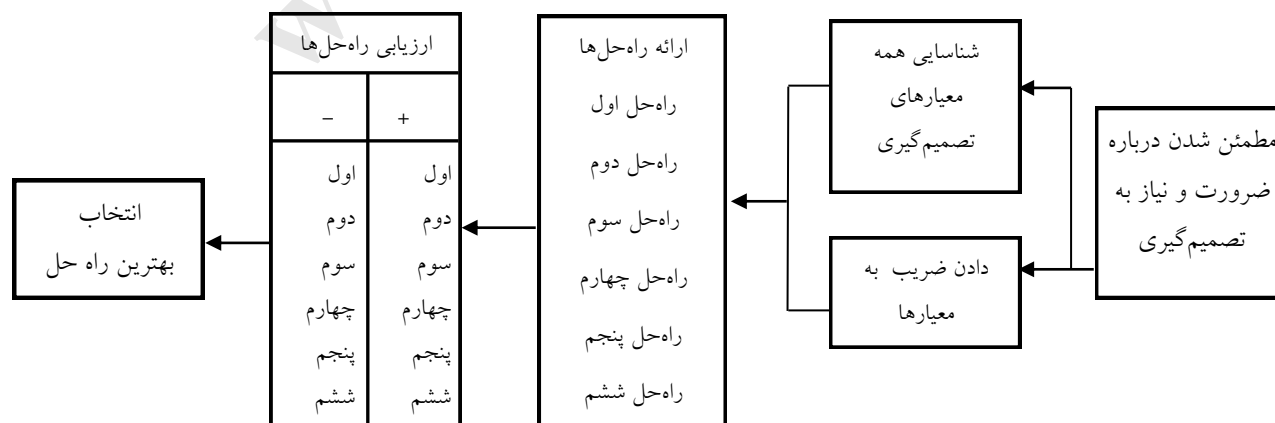 مطمئن شدن درباره
ضرورت و نیاز به
تصمیم‌گیری
شناسایی همه
معیارهای
تصمیم‌گیری
دادن ضریب به
معیارها
ارائه راه‌حل‌ها
راه‌حل اول
راه‌حل دوم
راه‌حل سوم
راه‌حل چهارم
راه‌حل پنجم
راه‌حل ششم
ارزیابی راه‌حل‌ها
+ –
اول اول
دوم دوم
سوم سوم
چهارم چهارم
پنجم پنجم
ششم ششم
انتخاب
بهترین راه حل